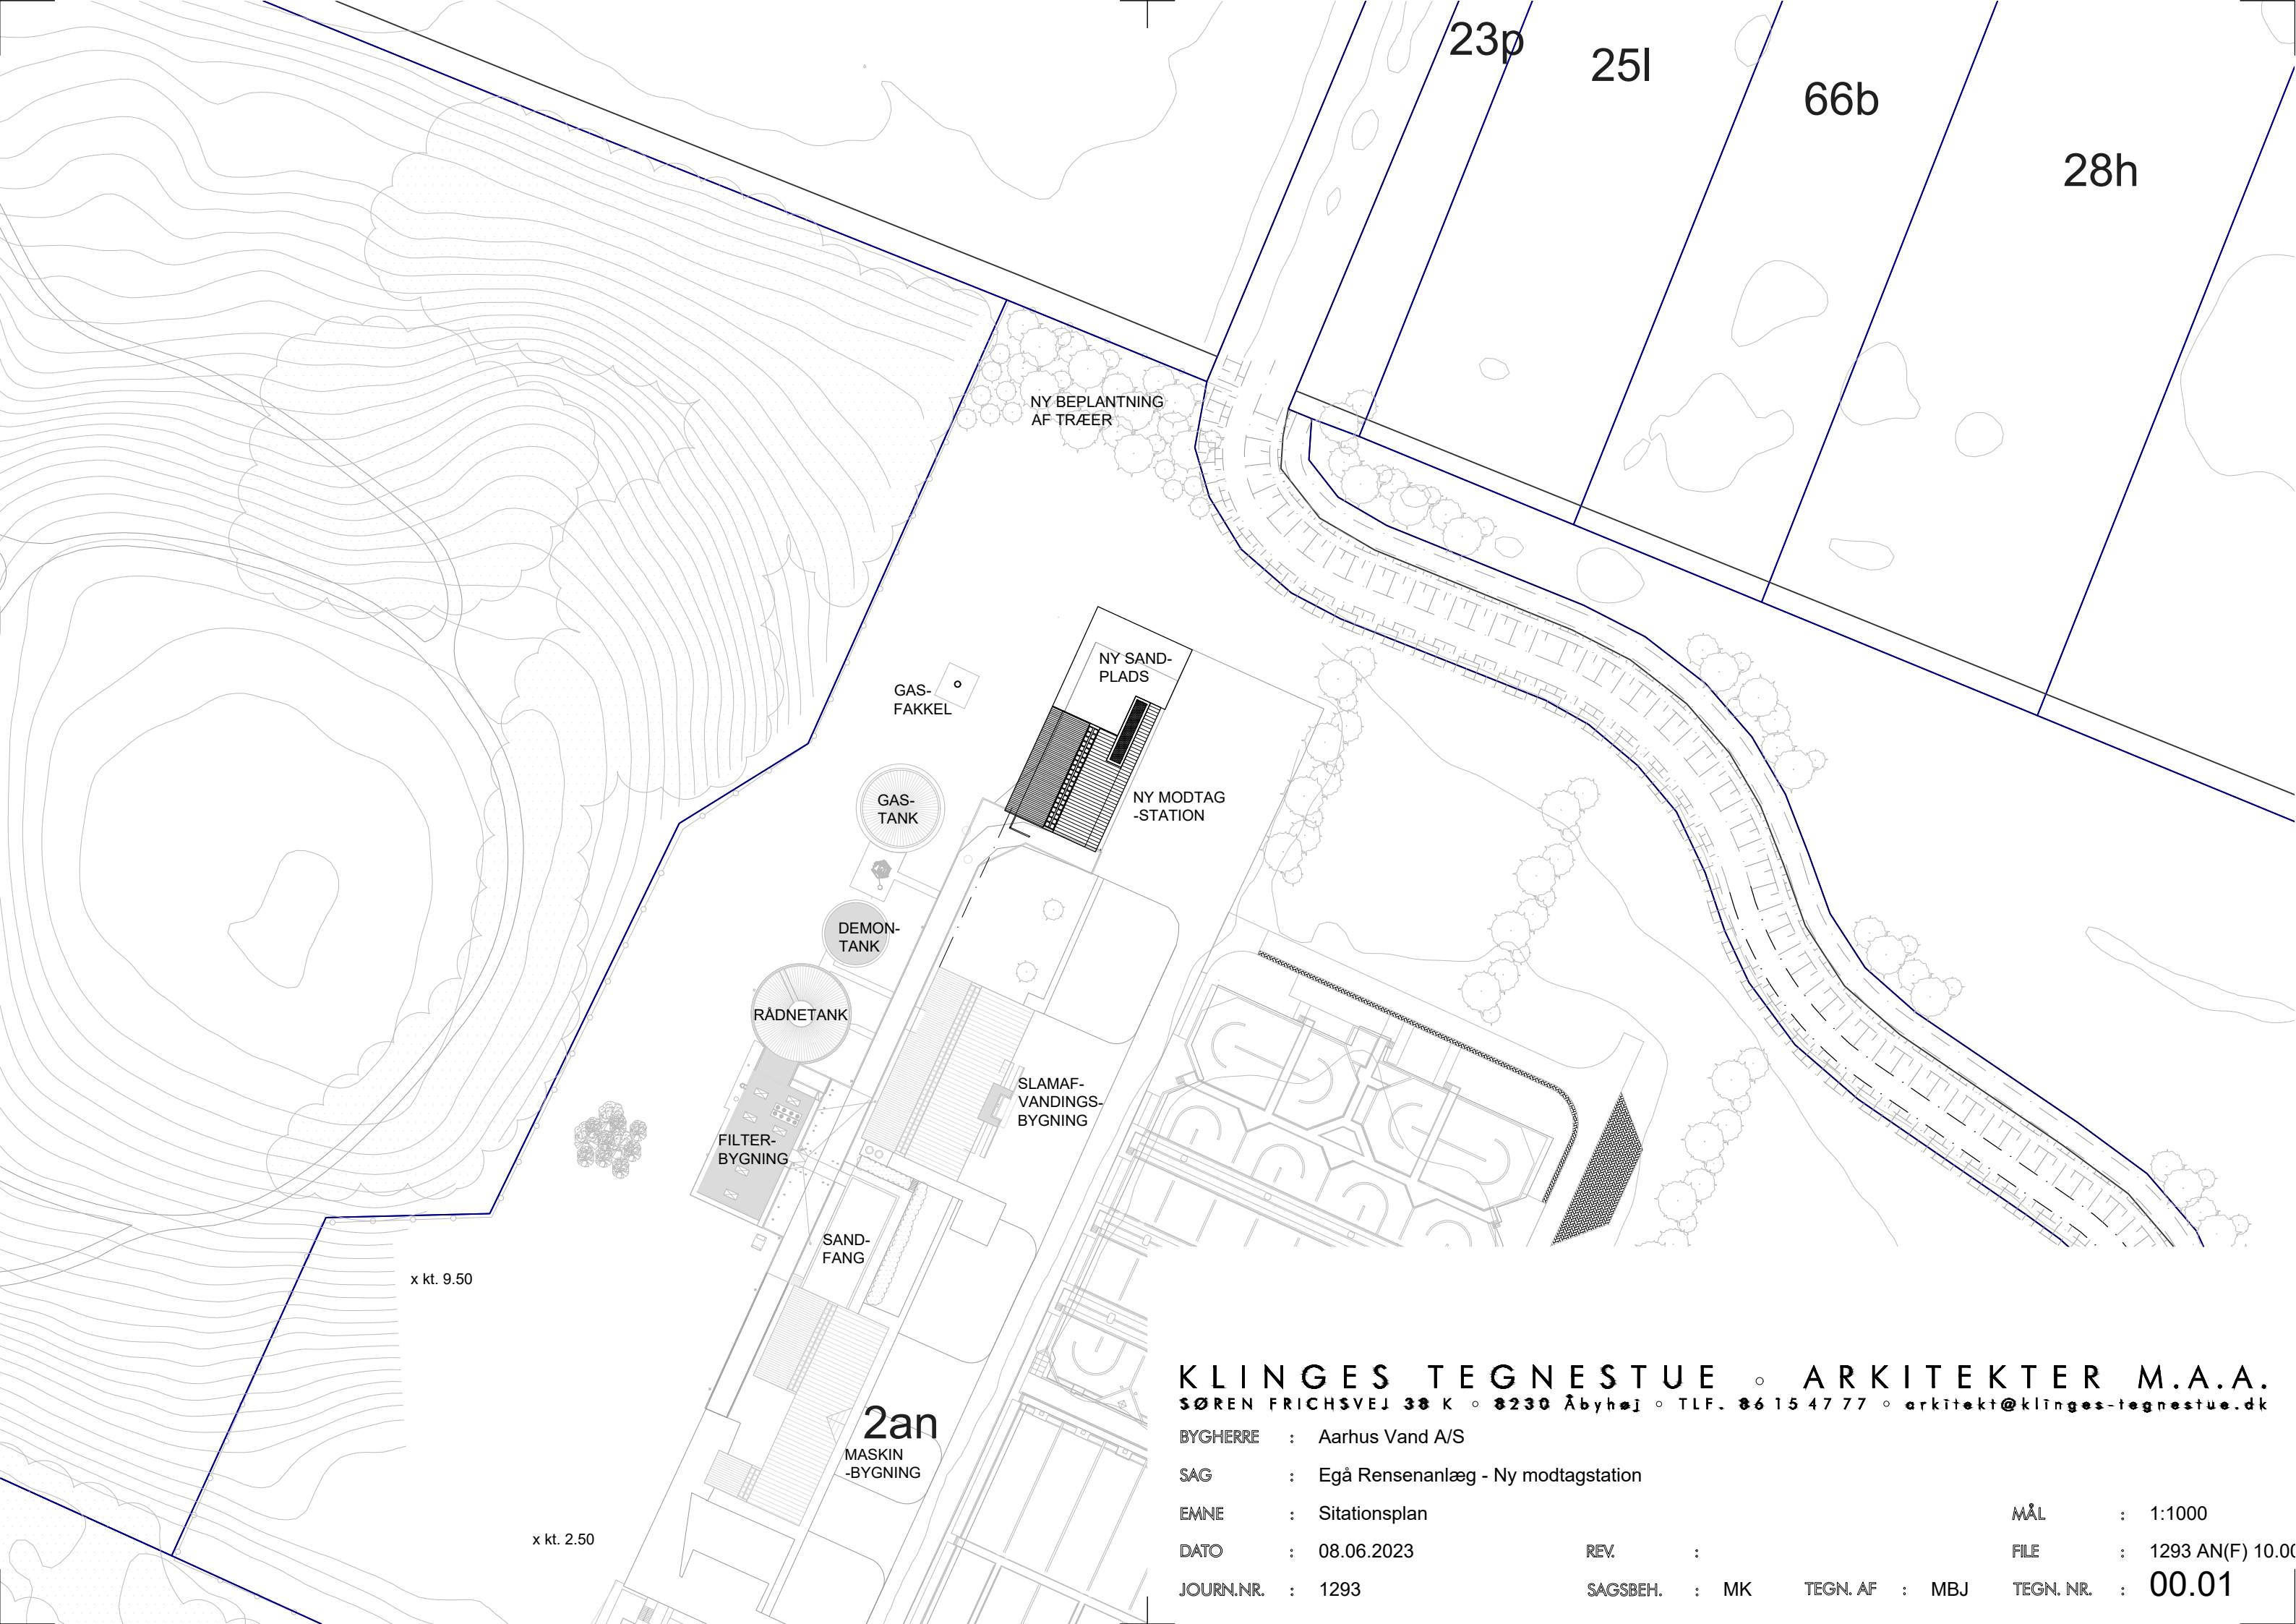 23p
25l
66b
28h
NY BEPLANTNING
AF TRÆER
NY SAND-
PLADS
GAS-
FAKKEL
NY MODTAG
-STATION
GAS-
TANK
DEMON-
TANK
RÅDNETANK
SLAMAF-
VANDINGS-
BYGNING
FILTER-
BYGNING
SAND-
FANG
x kt. 9.50
2an
MASKIN
-BYGNING
x kt. 2.50
KLINGES TEGNESTUE ◦ ARKITEKTER M.A.A.
SØREN FRICHSVEJ 38 K ◦ 8230 Åbyhøj ◦ TLF. 86 15 47 77 ◦ arkitekt@klinges-tegnestue.dk
BYGHERRE : Aarhus Vand A/S
SAG : Egå Rensenanlæg - Ny modtagstation
EMNE : Sitationsplan MÅL : 1:1000
DATO : 08.06.2023 REV. : FILE : 1293 AN(F) 10.00
JOURN.NR. : 1293 SAGSBEH. : MK TEGN. AF : MBJ TEGN. NR. : 00.01